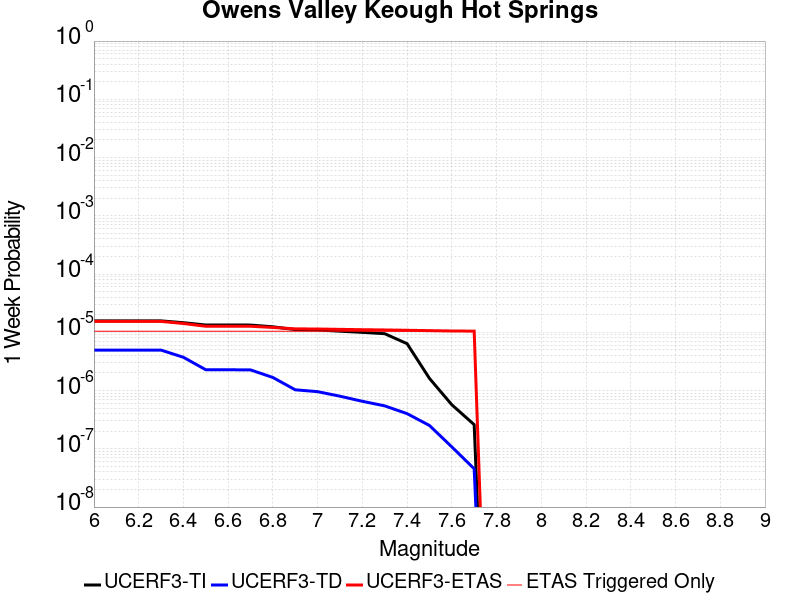 Owens Valley Keough Hot Springs
10^0
10^-1
10^-2
10^-3
10^-4
10^-5
10^-6
10^-7
10^-8
1 Week Probability
6 6.2 6.4 6.6 6.8 7 7.2 7.4 7.6 7.8 8 8.2 8.4 8.6 8.8 9
Magnitude
UCERF3-TI UCERF3-TD UCERF3-ETAS ETAS Triggered Only